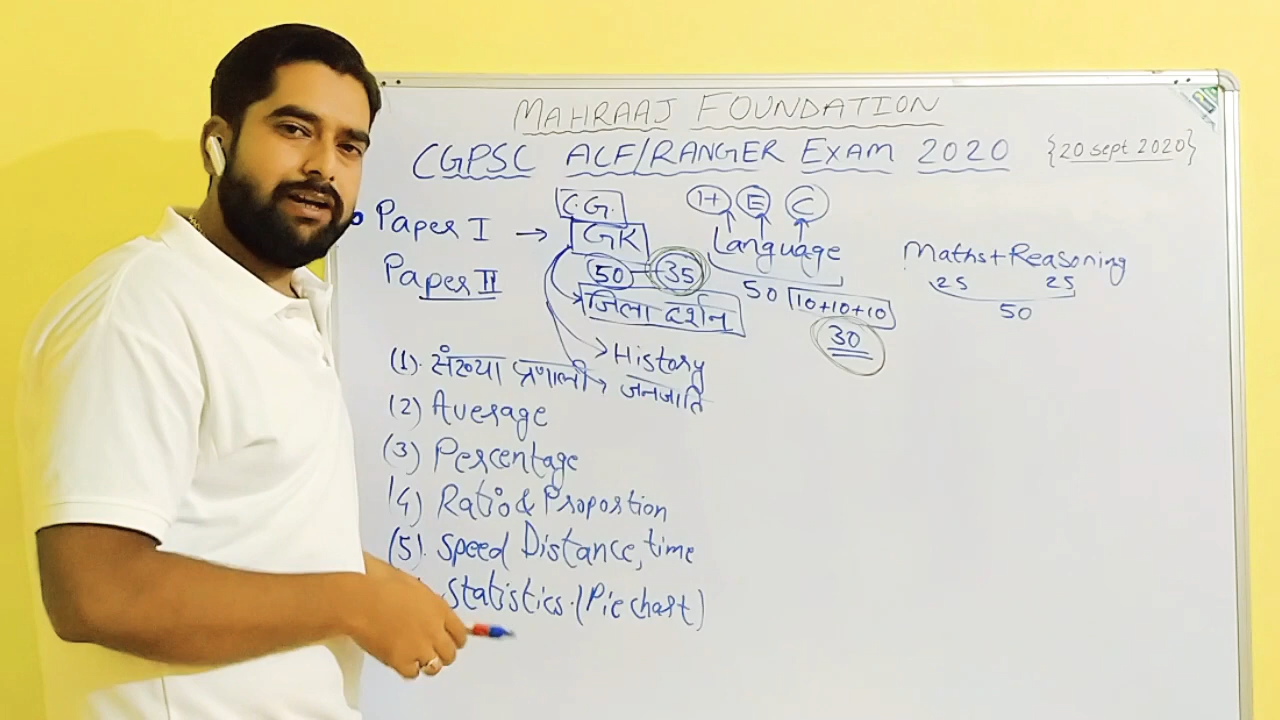 MAHRAAJ FOUNDATION
CGPSC ACF/RANGER EXAM 2020 {20 sept 2020}
C.G. H E C
Paper I → GK Language Maths+Reasoning
Paper II 50 35 50 10+10+10 25 25
50
जिला दर्शन 30
History
(1). संख्या प्रणाली जनजाति
(2) Average
(3) Percentage
(4) Ratio & Proportion
(5). Speed Distance, time
Statistics. (Pie chart)